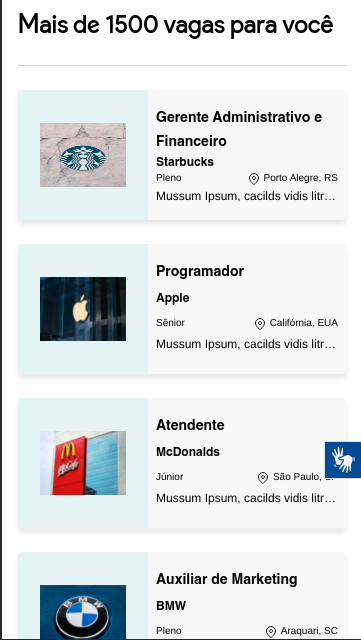 Mais de 1500 vagas para você
Gerente Administrativo e
Financeiro
Starbucks
Pleno
Porto Alegre, RS
Mussum Ipsum, cacilds vidis litr…
Programador
Apple
Sênior
Califórnia, EUA
Mussum Ipsum, cacilds vidis litr…
Atendente
McDonalds
Júnior
São Paulo,
Mussum Ipsum, cacilds vidis litr…
Auxiliar de Marketing
BMW
Pleno
Araquari, SC
McCafé
BMW